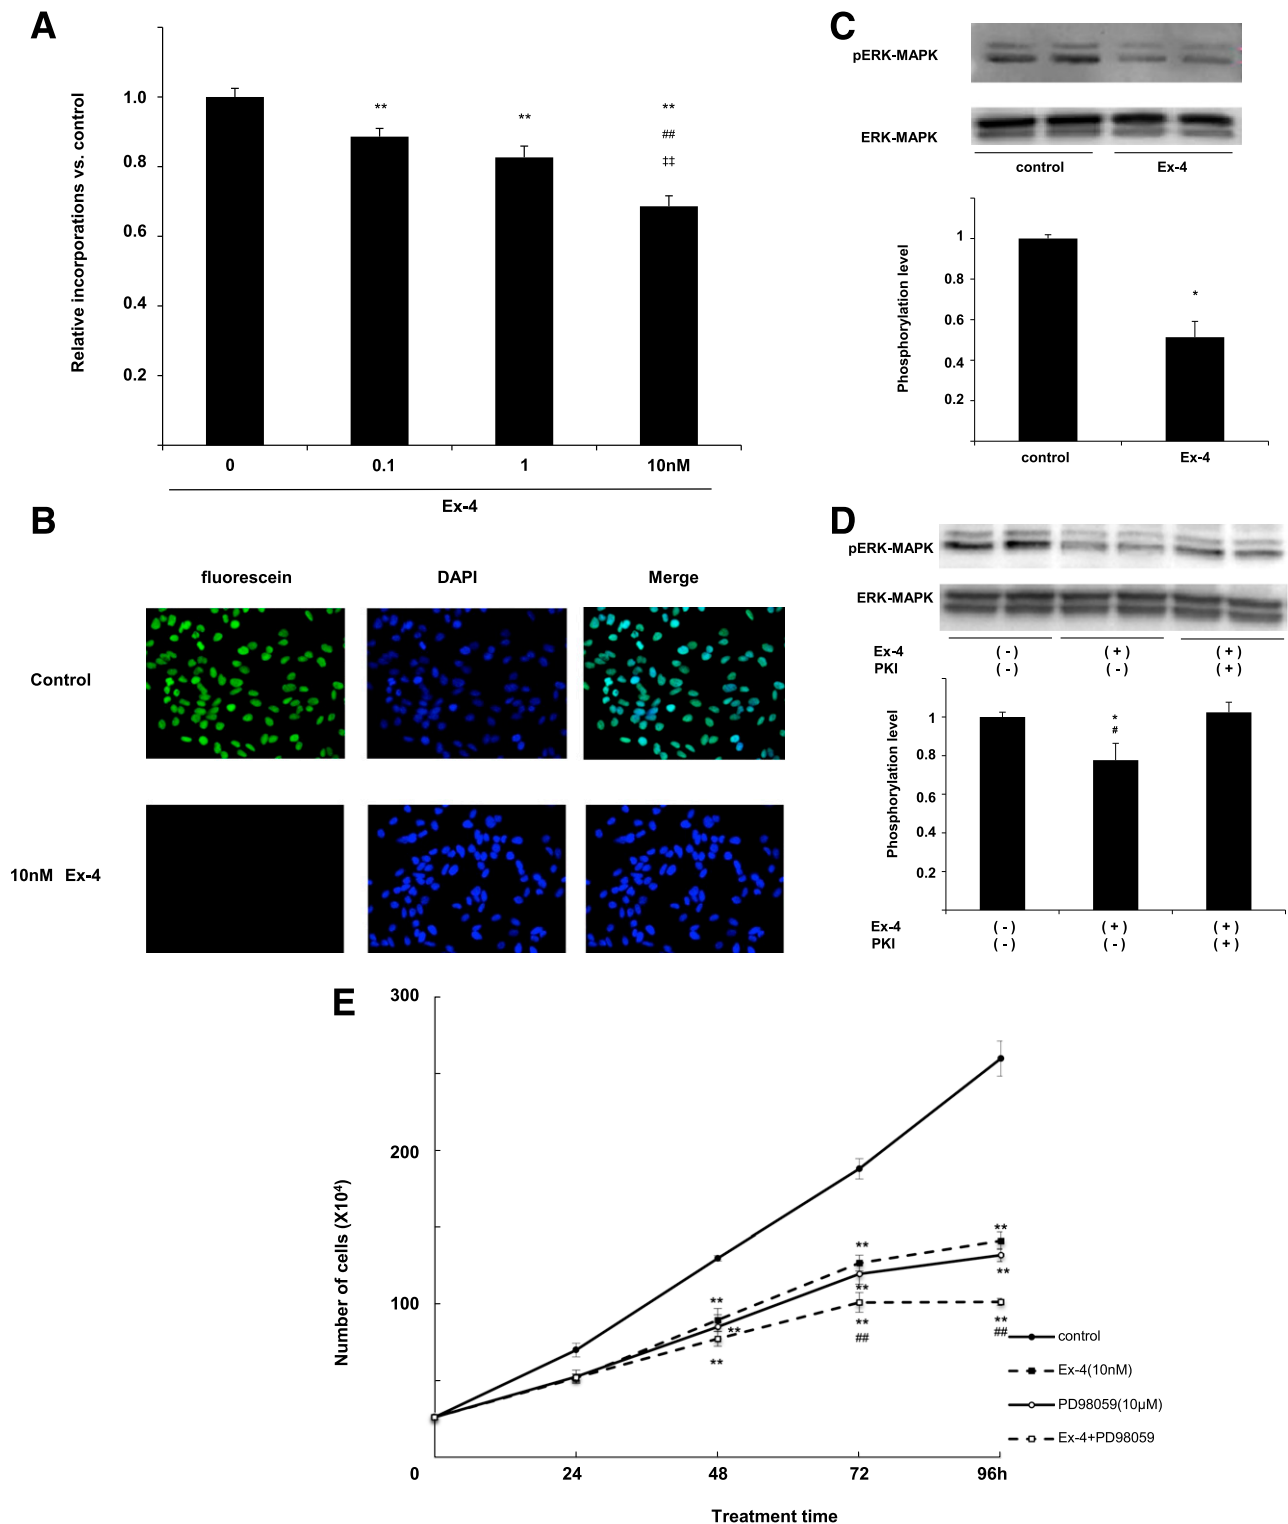 A
Relative incorporations vs. control
1.0
0.8
0.6
0.4
0.2
**
**
**
##
‡‡
0 0.1 1 10nM
Ex-4
B
fluorescein DAPI Merge
Control
10nM Ex-4
C
pERK-MAPK
ERK-MAPK
control Ex-4
Phosphorylation level
1
0.8
0.6
0.4
0.2
*
control Ex-4
D
pERK-MAPK
ERK-MAPK
Ex-4 ( - ) ( + ) ( + )
PKI ( - ) ( - ) ( + )
Phosphorylation level
1
0.8
0.6
0.4
0.2
*
#
Ex-4 ( - ) ( + ) ( + )
PKI ( - ) ( - ) ( + )
E
Number of cells (X10⁴)
300
200
100
0
**
**
**
**
**
**
##
**
**
**
##
24 48 72 96h
Treatment time
control
Ex-4(10nM)
PD98059(10μM)
Ex-4+PD98059